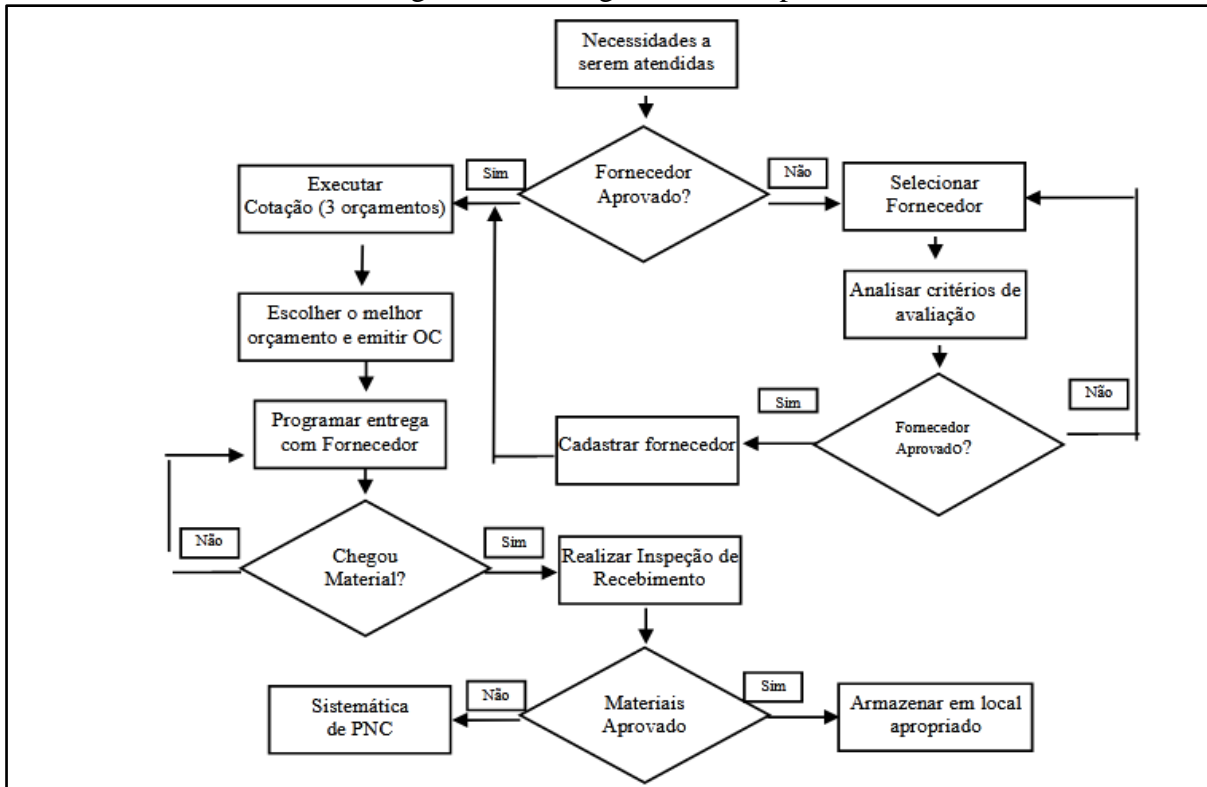 Necessidades a
serem atendidas
Sim
Fornecedor
Aprovado?
Não
Executar
Cotação (3 orçamentos)
Selecionar
Fornecedor
Escolher o melhor
orçamento e emitir OC
Analisar critérios de
avaliação
Programar entrega
com Fornecedor
Cadastrar fornecedor
Sim
Fornecedor
Aprovado?
Não
Não
Chegou
Material?
Sim
Realizar Inspeção de
Recebimento
Sistemática
de PNC
Não
Materiais
Aprovado
Sim
Armazenar em local
apropriado